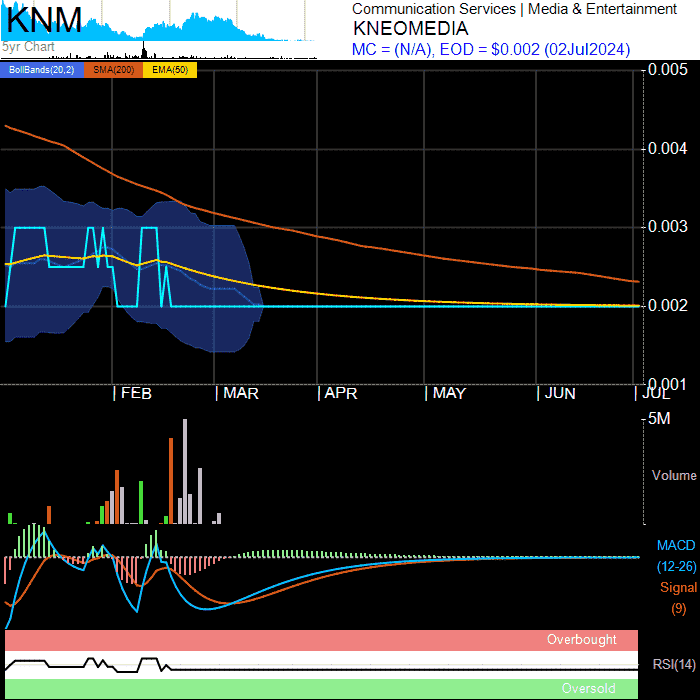 KNM
5yr Chart
Communication Services | Media & Entertainment
KNEOMEDIA
MC = (N/A), EOD = $0.002 (02Jul2024)
BollBands(20,2) SMA(200) EMA(50)
0.005
0.004
0.003
0.002
0.001
FEB MAR APR MAY JUN JUL
5M
Volume
MACD
(12-26)
Signal
(9)
Overbought
RSI(14)
Oversold